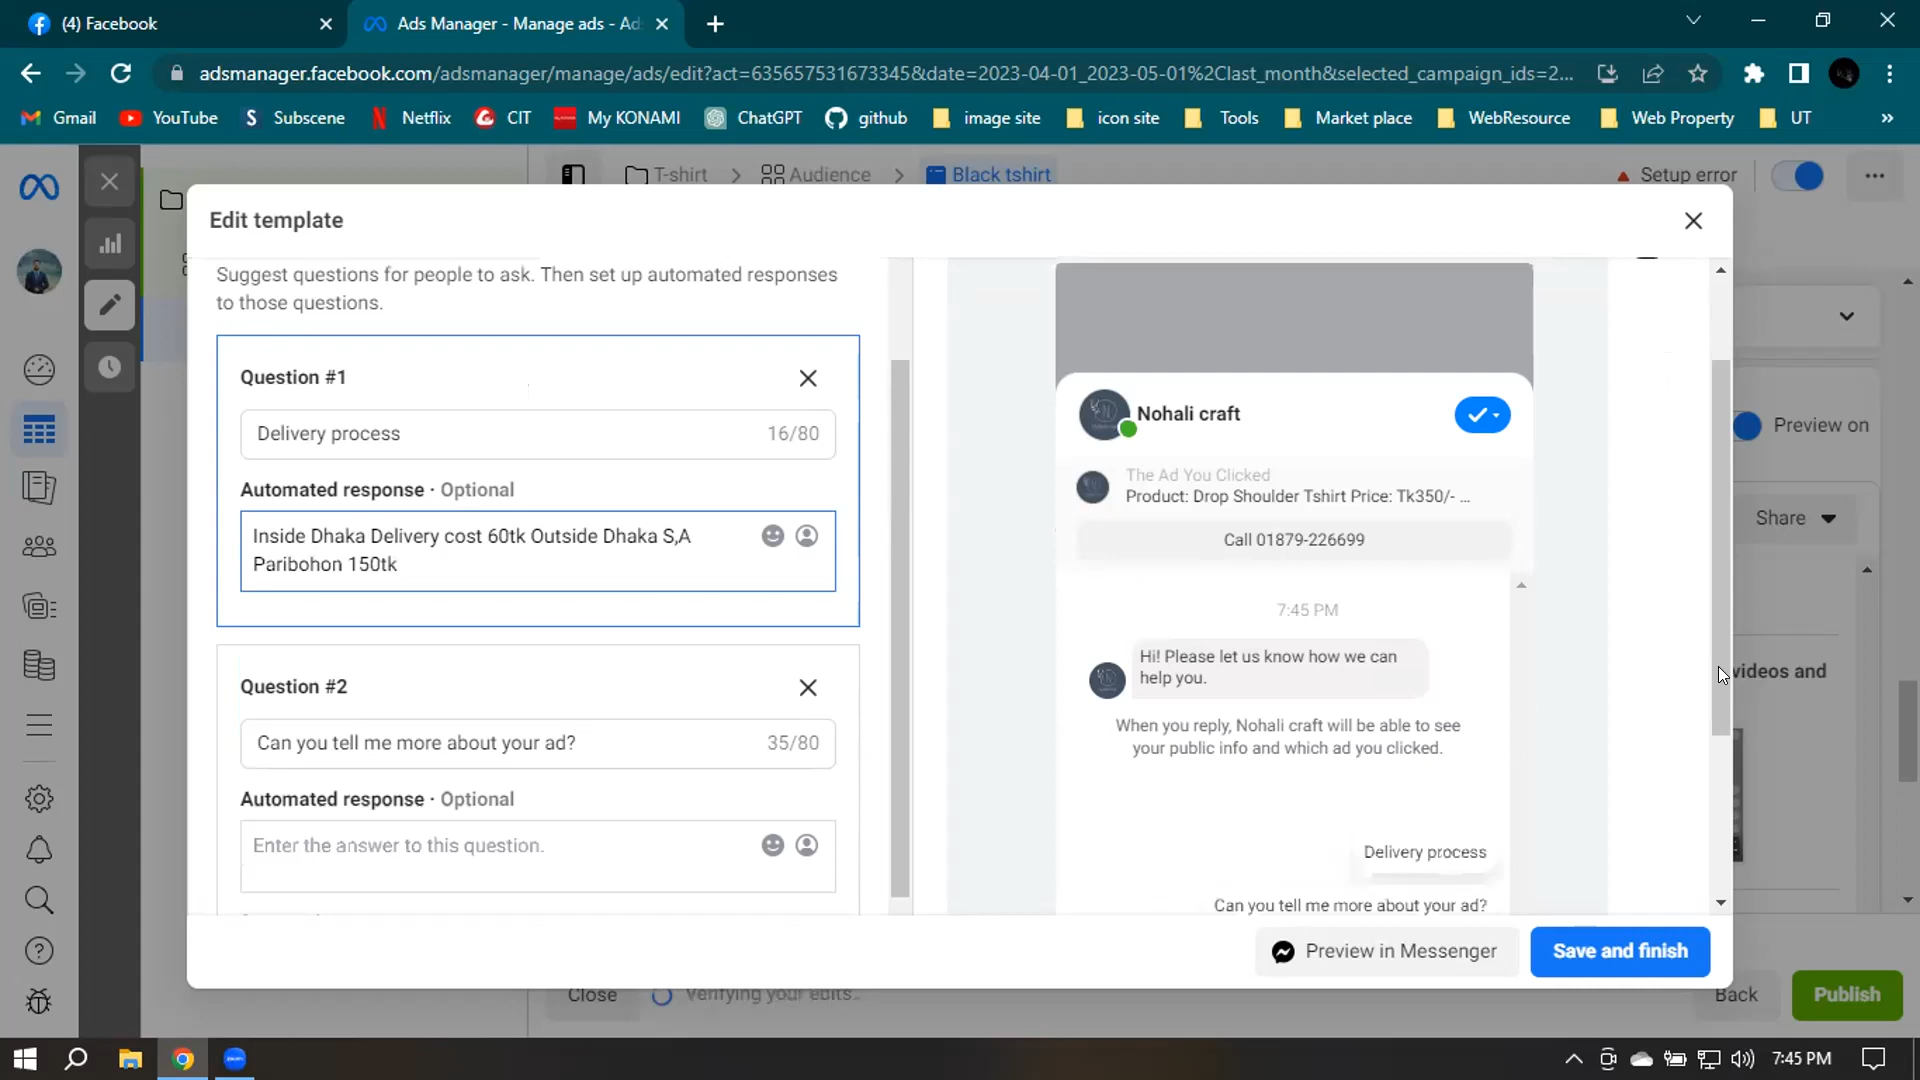 (4) Facebook
Ads Manager - Manage ads - Ad
adsmanager.facebook.com/adsmanager/manage/ads/edit?act=635657531673345&date=2023-04-01_2023-05-01%2Clast_month&selected_campaign_ids=2...
Gmail
YouTube
Subscene
Netflix
CIT
My KONAMI
ChatGPT
github
image site
icon site
Tools
Market place
WebResource
Web Property
UT
»
T-shirt
Audience
Black tshirt
Setup error
Edit template
Suggest questions for people to ask. Then set up automated responses
to those questions.
Question #1
Delivery process
16/80
Automated response · Optional
Inside Dhaka Delivery cost 60tk Outside Dhaka S,A
Paribohon 150tk
Question #2
Can you tell me more about your ad?
35/80
Automated response · Optional
Enter the answer to this question.
Nohali craft
The Ad You Clicked
Product: Drop Shoulder Tshirt Price: Tk350/- ...
Call 01879-226699
7:45 PM
Hi! Please let us know how we can
help you.
When you reply, Nohali craft will be able to see
your public info and which ad you clicked.
Delivery process
Can you tell me more about your ad?
Preview on
Share
videos and
Preview in Messenger
Save and finish
Close
Verifying your edits...
Back
Publish
7:45 PM